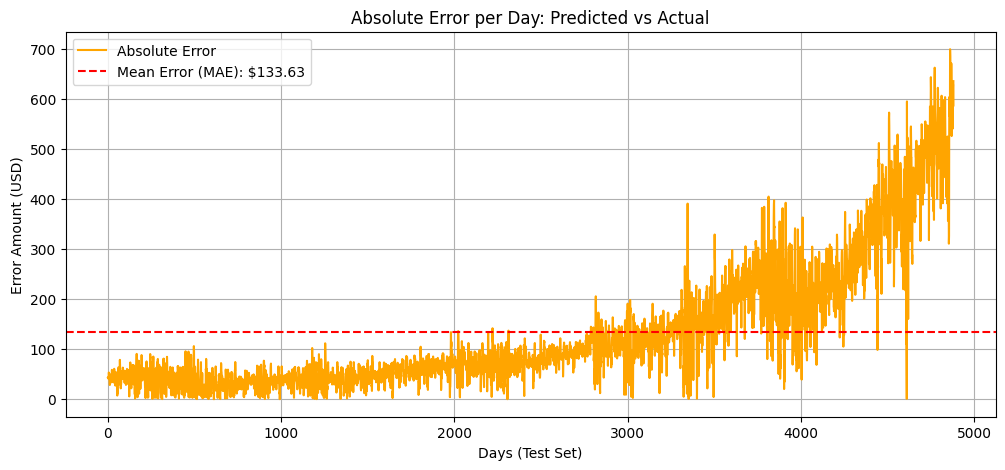 Absolute Error per Day: Predicted vs Actual
Absolute Error
Mean Error (MAE): $133.63
Error Amount (USD)
700
600
500
400
300
200
100
0
0 1000 2000 3000 4000 5000
Days (Test Set)